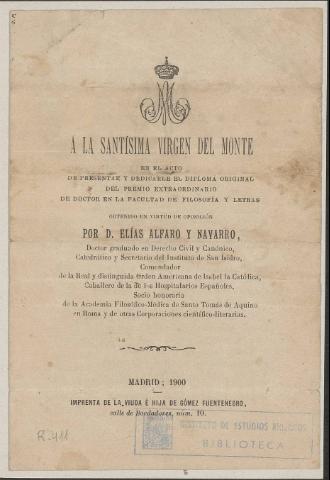 Á LA SANTÍSIMA VIRGEN DEL MONTE
EN EL ACTO
DE PRESENTAR Y DEDICARLE EL DIPLOMA ORIGINAL
DEL PREMIO EXTRAORDINARIO
DE DOCTOR EN LA FACULTAD DE FILOSOFÍA Y LETRAS
OBTENIDO EN VIRTUD DE OPOSICIÓN
POR D. ELÍAS ALFARO Y NAVARRO,
Doctor graduado en Derecho Civil y Canónico,
Catedrático y Secretario del Instituto de San Isidro,
Comendador
de la Real y distinguida Orden Americana de Isabel la Católica,
Caballero de la de los Hospitalarios Españoles,
Socio honorario
de la Academia Filosófico-Médica de Santo Tomás de Aquino
en Roma y de otras Corporaciones científico-literarias.
MADRID; 1900
IMPRENTA DE LA VIUDA É HIJA DE GÓMEZ FUENTENEBRO,
calle de Bordadores, núm. 10.
R-411
INSTITUTO DE ESTUDIOS RIOJANOS
BIBLIOTECA